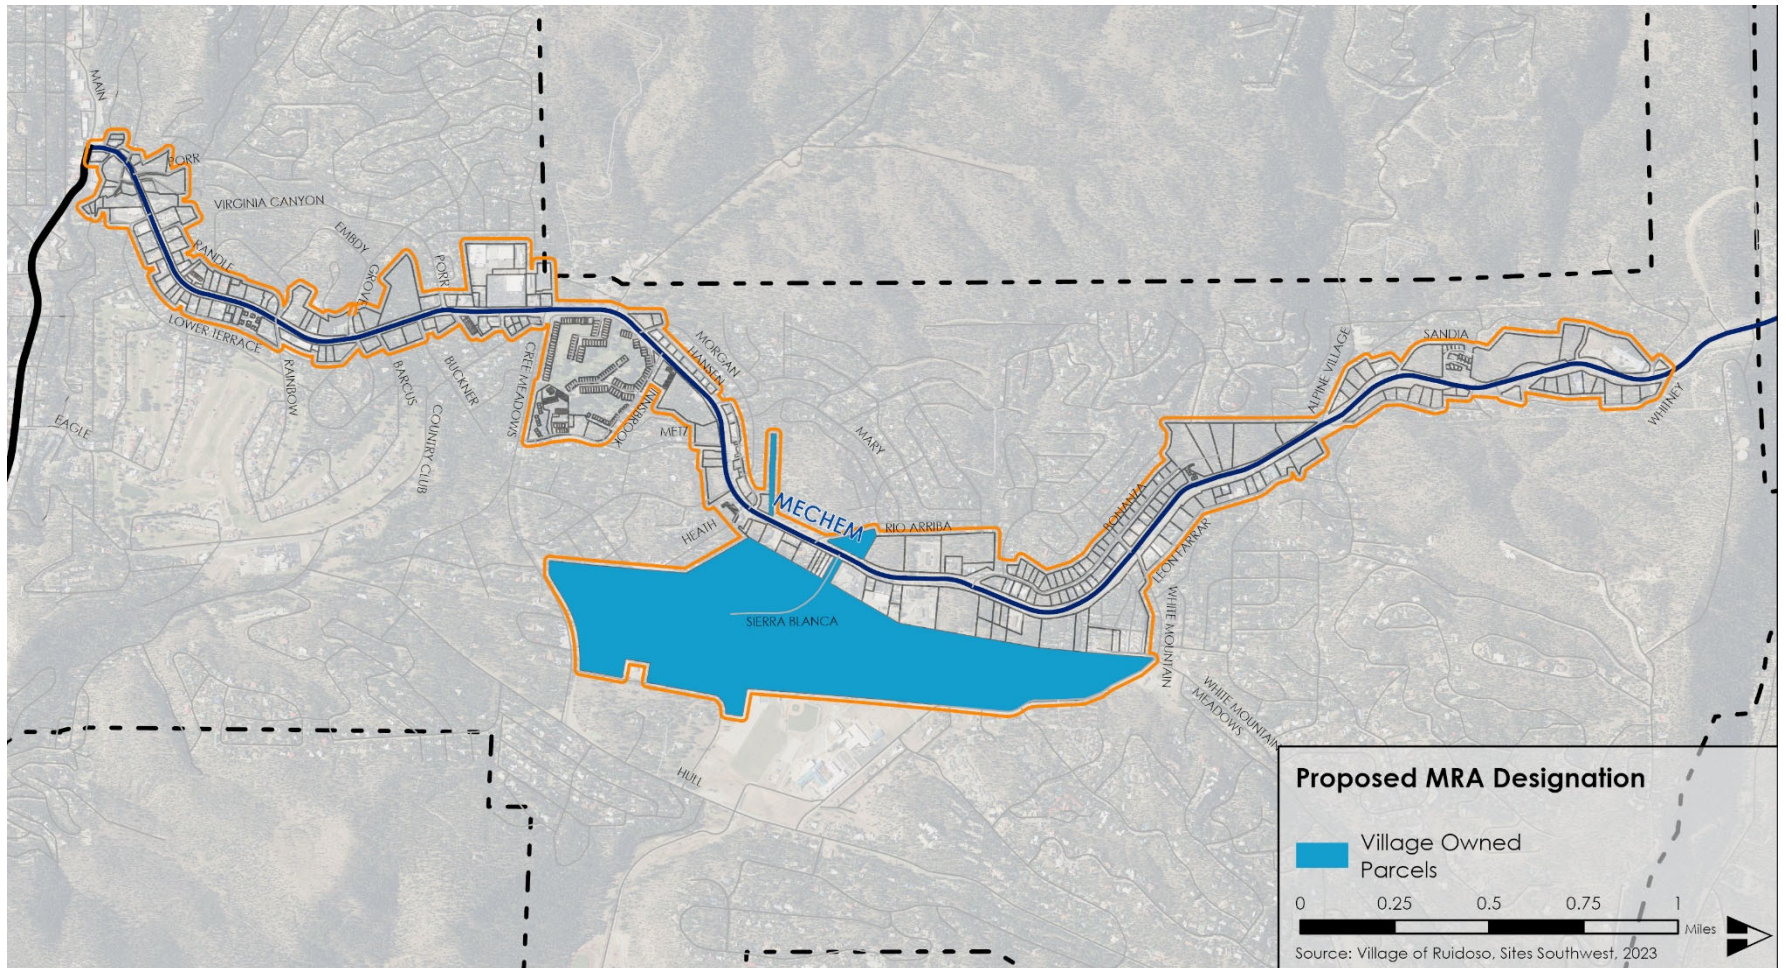 MAIN
PORR
VIRGINIA CANYON
EMBDY
RANDLE
GROVE
PORR
LOWER TERRACE
RAINBOW
BARCUS
BUCKNER
COUNTRY CLUB
EAGLE
CREE MEADOWS
INNSBROOK
METZ
HANSEN
MORGAN
MARY
HEATH
MECHEM
RIO ARRIBA
SIERRA BLANCA
BONANZA
LEON FARRAR
ALPINE VILLAGE
SANDIA
WHITNEY
WHITE MOUNTAIN
WHITE MOUNTAIN
MEADOWS
HULL
Proposed MRA Designation
Village Owned
Parcels
0 0.25 0.5 0.75 1
Miles
Source: Village of Ruidoso, Sites Southwest, 2023